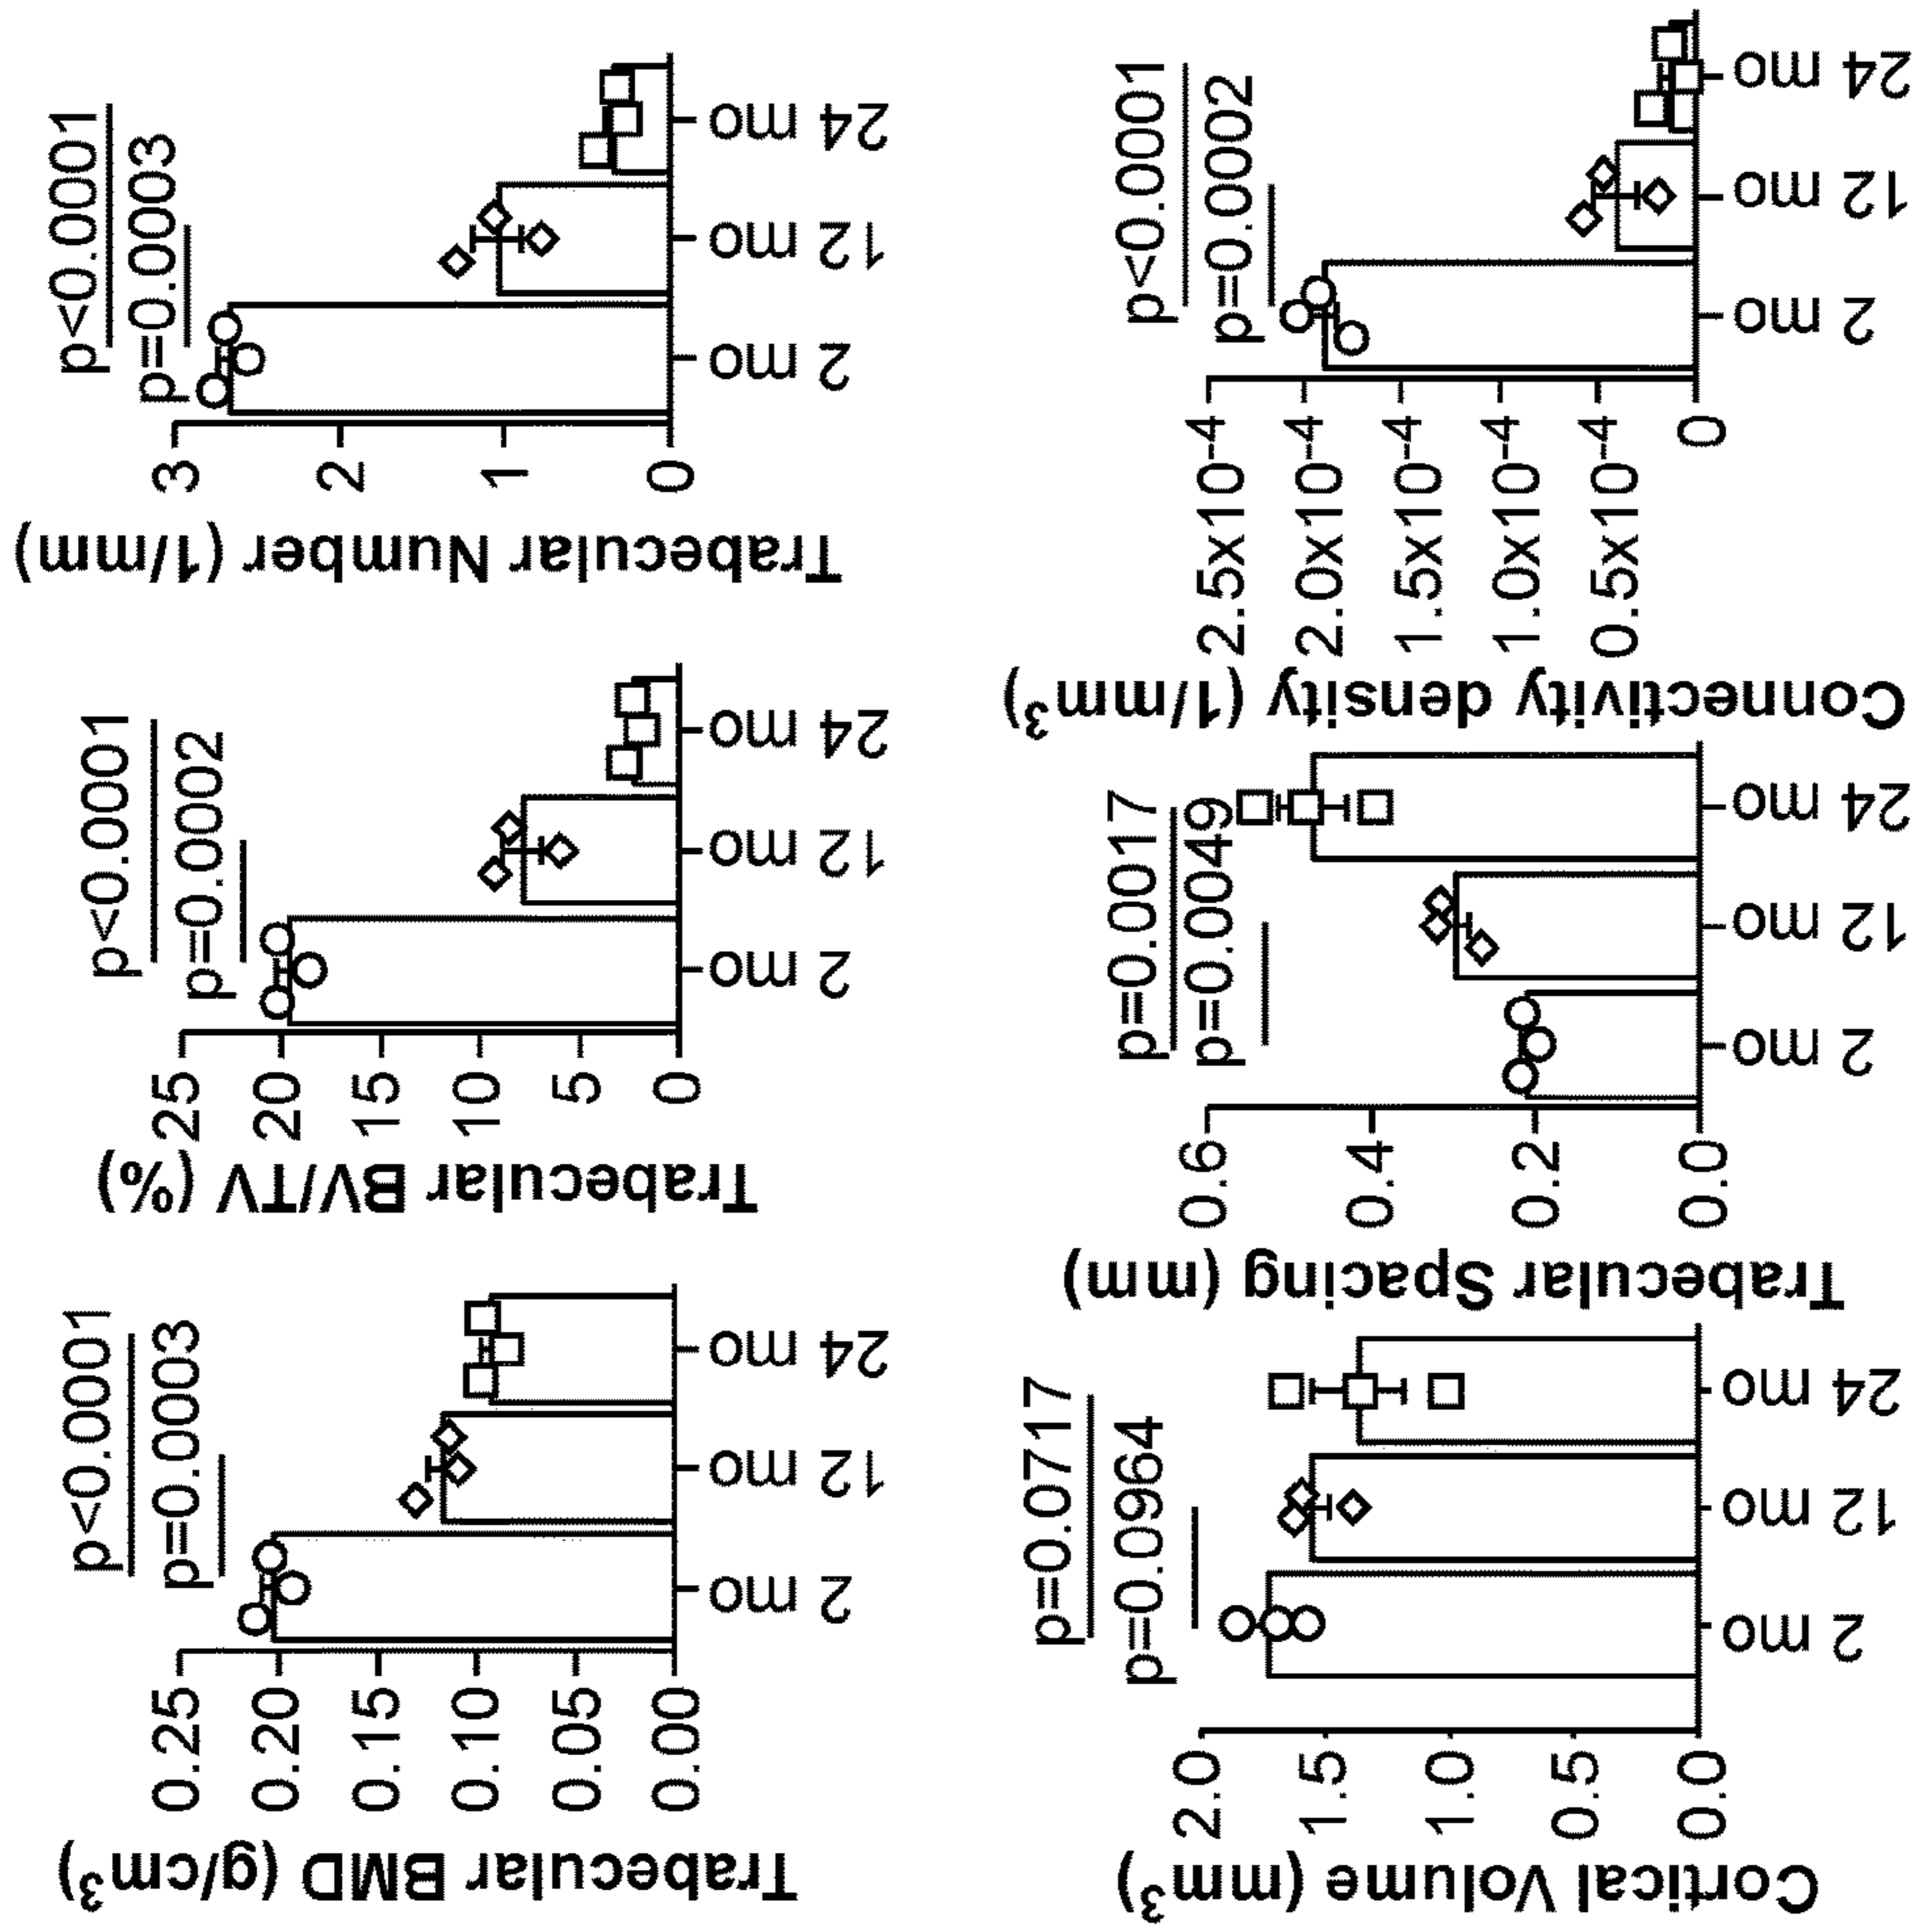 Trabecular BMD (g/cm³)
0.25
0.20
0.15
0.10
0.05
0.00
p<0.0001
p=0.0003
2 mo
12 mo
24 mo
Trabecular BV/TV (%)
25
20
15
10
5
0
p<0.0001
p=0.0002
2 mo
12 mo
24 mo
Trabecular Number (1/mm)
3
2
1
0
p<0.0001
p=0.0003
2 mo
12 mo
24 mo
Cortical Volume (mm³)
2.0
1.5
1.0
0.5
0.0
p=0.0717
p=0.0964
2 mo
12 mo
24 mo
Trabecular Spacing (mm)
0.6
0.4
0.2
0.0
p=0.0017
p=0.0049
2 mo
12 mo
24 mo
Connectivity density (1/mm³)
2.5x10⁻⁴
2.0x10⁻⁴
1.5x10⁻⁴
1.0x10⁻⁴
0.5x10⁻⁴
0
p<0.0001
p=0.0002
2 mo
12 mo
24 mo